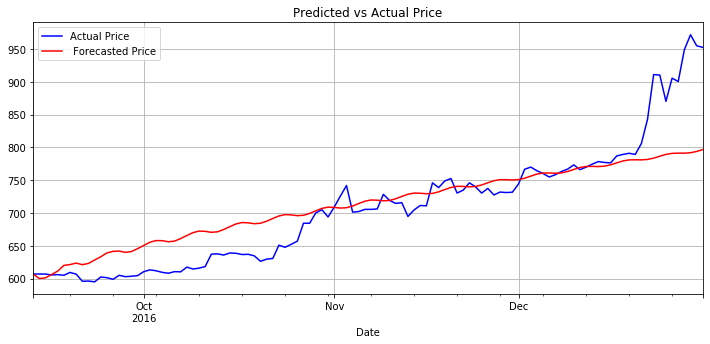 Predicted vs Actual Price
Actual Price
Forecasted Price
950
900
850
800
750
700
650
600
Oct
2016
Nov
Dec
Date